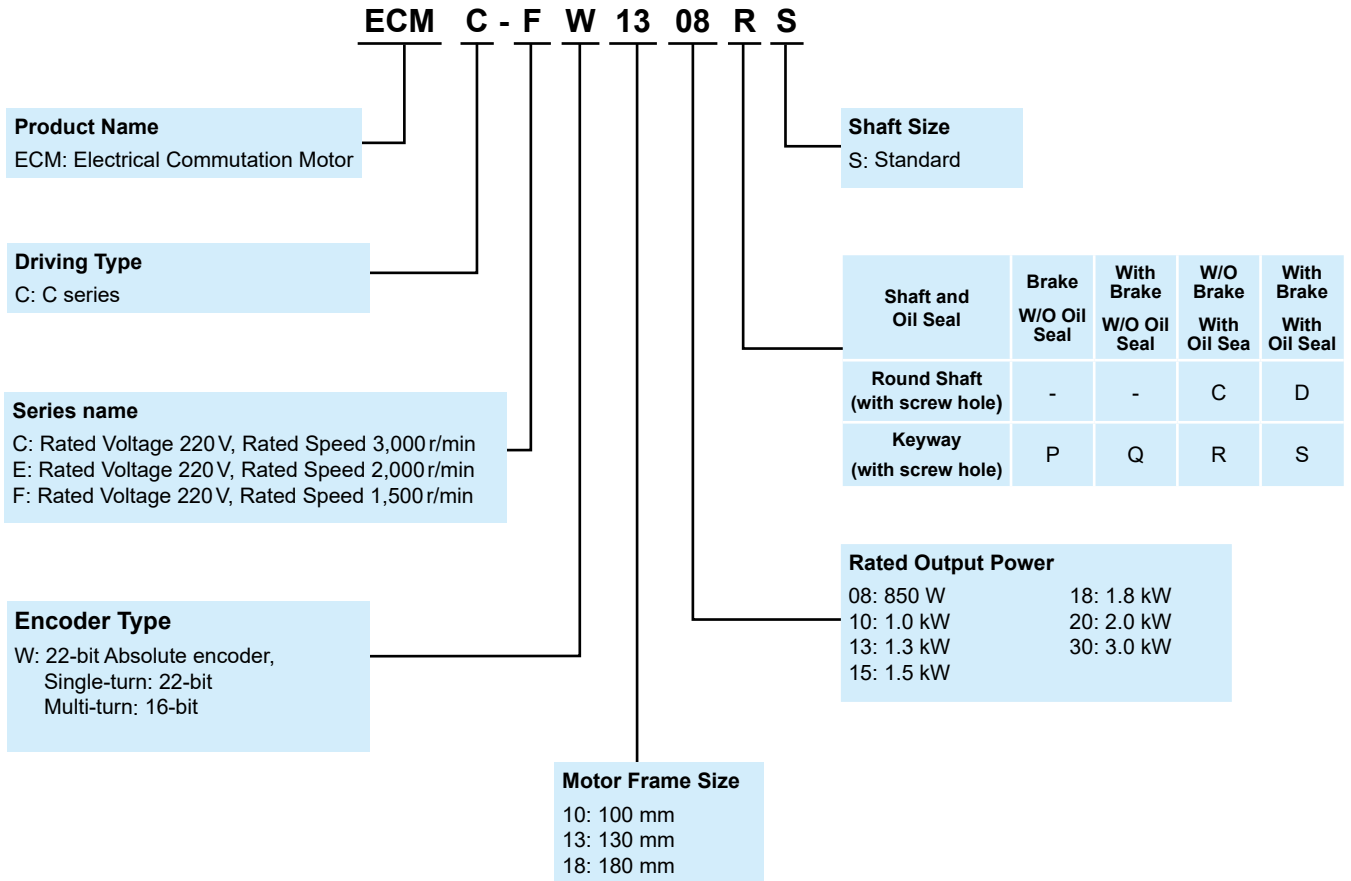 ECM C - F W 13 08 R S
Product Name
ECM: Electrical Commutation Motor
Driving Type
C: C series
Series name
C: Rated Voltage 220V, Rated Speed 3,000r/min
E: Rated Voltage 220V, Rated Speed 2,000r/min
F: Rated Voltage 220V, Rated Speed 1,500r/min
Encoder Type
W: 22-bit Absolute encoder,
Single-turn: 22-bit
Multi-turn: 16-bit
Motor Frame Size
10: 100 mm
13: 130 mm
18: 180 mm
Shaft Size
S: Standard
Shaft and
Oil Seal
Brake
W/O Oil
Seal
With
Brake
W/O Oil
Seal
W/O
Brake
With
Oil Sea
With
Brake
With
Oil Seal
Round Shaft
(with screw hole)
- - C D
Keyway
(with screw hole)
P Q R S
Rated Output Power
08: 850 W
10: 1.0 kW
13: 1.3 kW
15: 1.5 kW
18: 1.8 kW
20: 2.0 kW
30: 3.0 kW